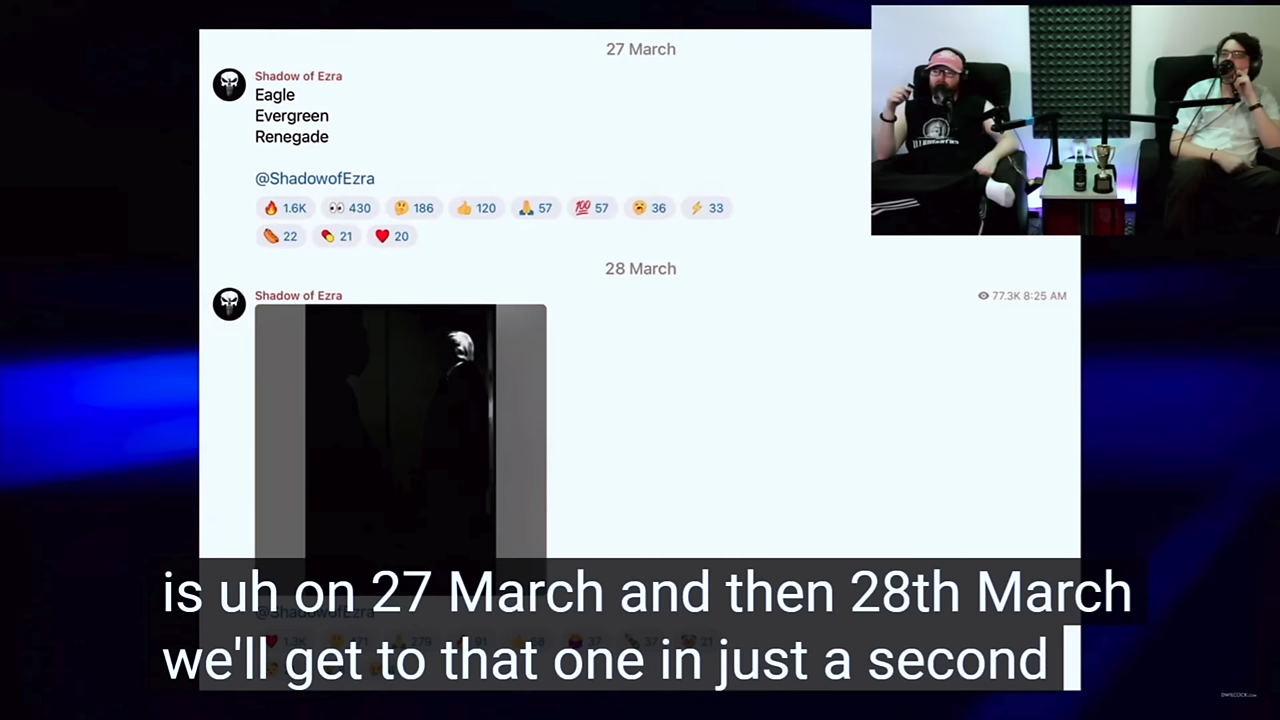 27 March
Shadow of Ezra
Eagle
Evergreen
Renegade
@ShadowofEzra
1.6K 430 186 120 57 57 36 33
22 21 20
28 March
Shadow of Ezra
77.3K 8:25 AM
@ShadowofEzra
is uh on 27 March and then 28th March
we'll get to that one in just a second